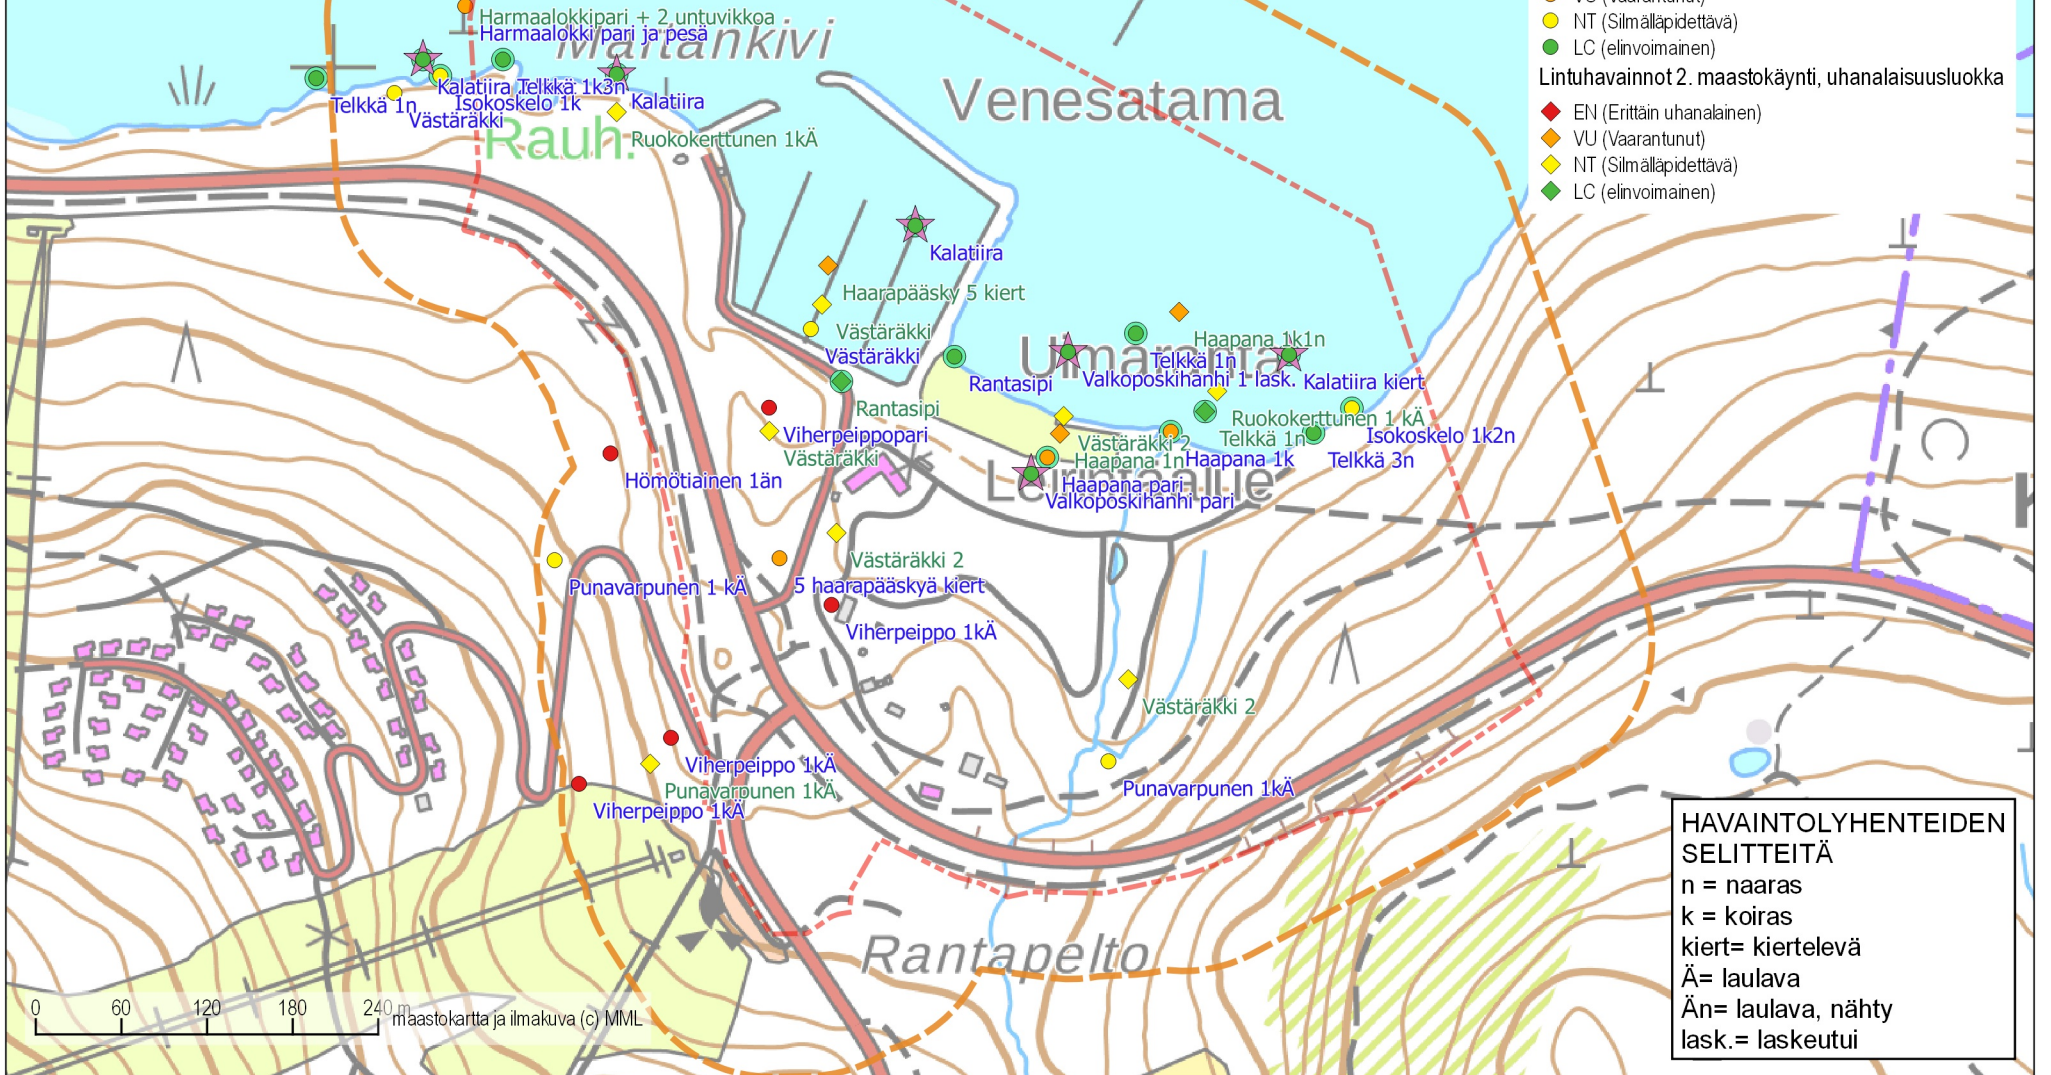 VU (Vaarantunut)
NT (Silmälläpidettävä)
LC (elinvoimainen)
Lintuhavainnot 2. maastokäynti, uhanalaisuusluokka
EN (Erittäin uhanalainen)
VU (Vaarantunut)
NT (Silmälläpidettävä)
LC (elinvoimainen)
Harmaalokkipari + 2 untuvikkoa
Harmaalokki pari ja pesä
Maitankivi
Kalatiira
Telkkä 1k3n
Telkkä 1n
Isokoskelo 1k
Västäräkki
Kalatiira
Rauh.
Ruokokerttunen 1kÄ
Venesatama
Kalatiira
Haarapääsky 5 kiert
Västäräkki
Västäräkki
Uimaranta
Haapana 1k1n
Telkkä 1n
Rantasipi
Valkoposkihanhi 1 lask.
Kalatiira kiert
Rantasipi
Ruokokerttunen 1 kÄ
Viherpeippopari
Västäräkki 2
Telkkä 1n
Isokoskelo 1k2n
Västäräkki
Haapana 1n
Haapana 1k
Telkkä 3n
Hömötiainen 1än
Leirintäalue
Haapana pari
Valkoposkihanhi pari
Västäräkki 2
Punavarpunen 1 kÄ
5 haarapääskyä kiert
Viherpeippo 1kÄ
Västäräkki 2
Viherpeippo 1kÄ
Punavarpunen 1kÄ
Punavarpunen 1kÄ
Viherpeippo 1kÄ
Rantapelto
HAVAINTOLYHENTEIDEN
SELITTEITÄ
n = naaras
k = koiras
kiert= kiertelevä
Ä= laulava
Än= laulava, nähty
lask.= laskeutui
0 60 120 180 240 m
maastokartta ja ilmakuva (c) MML